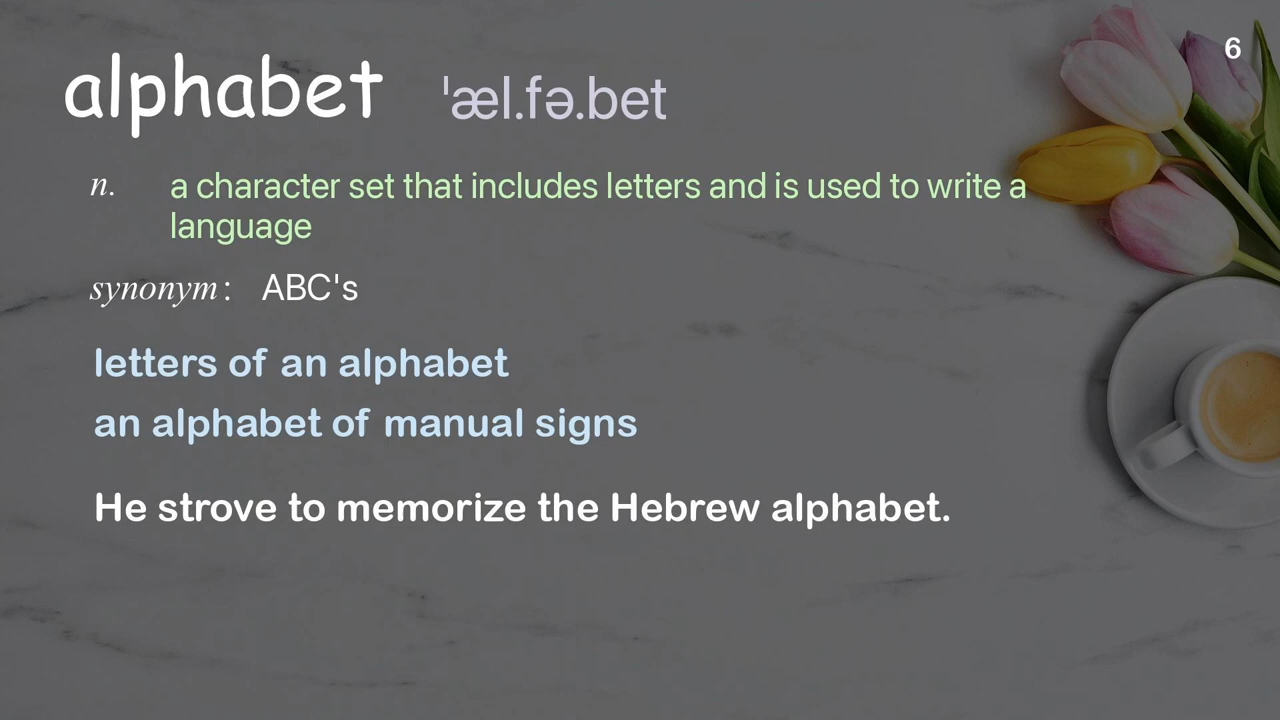 6
alphabet ˈæl.fə.bet
n. a character set that includes letters and is used to write a
language
synonym: ABC's
letters of an alphabet
an alphabet of manual signs
He strove to memorize the Hebrew alphabet.